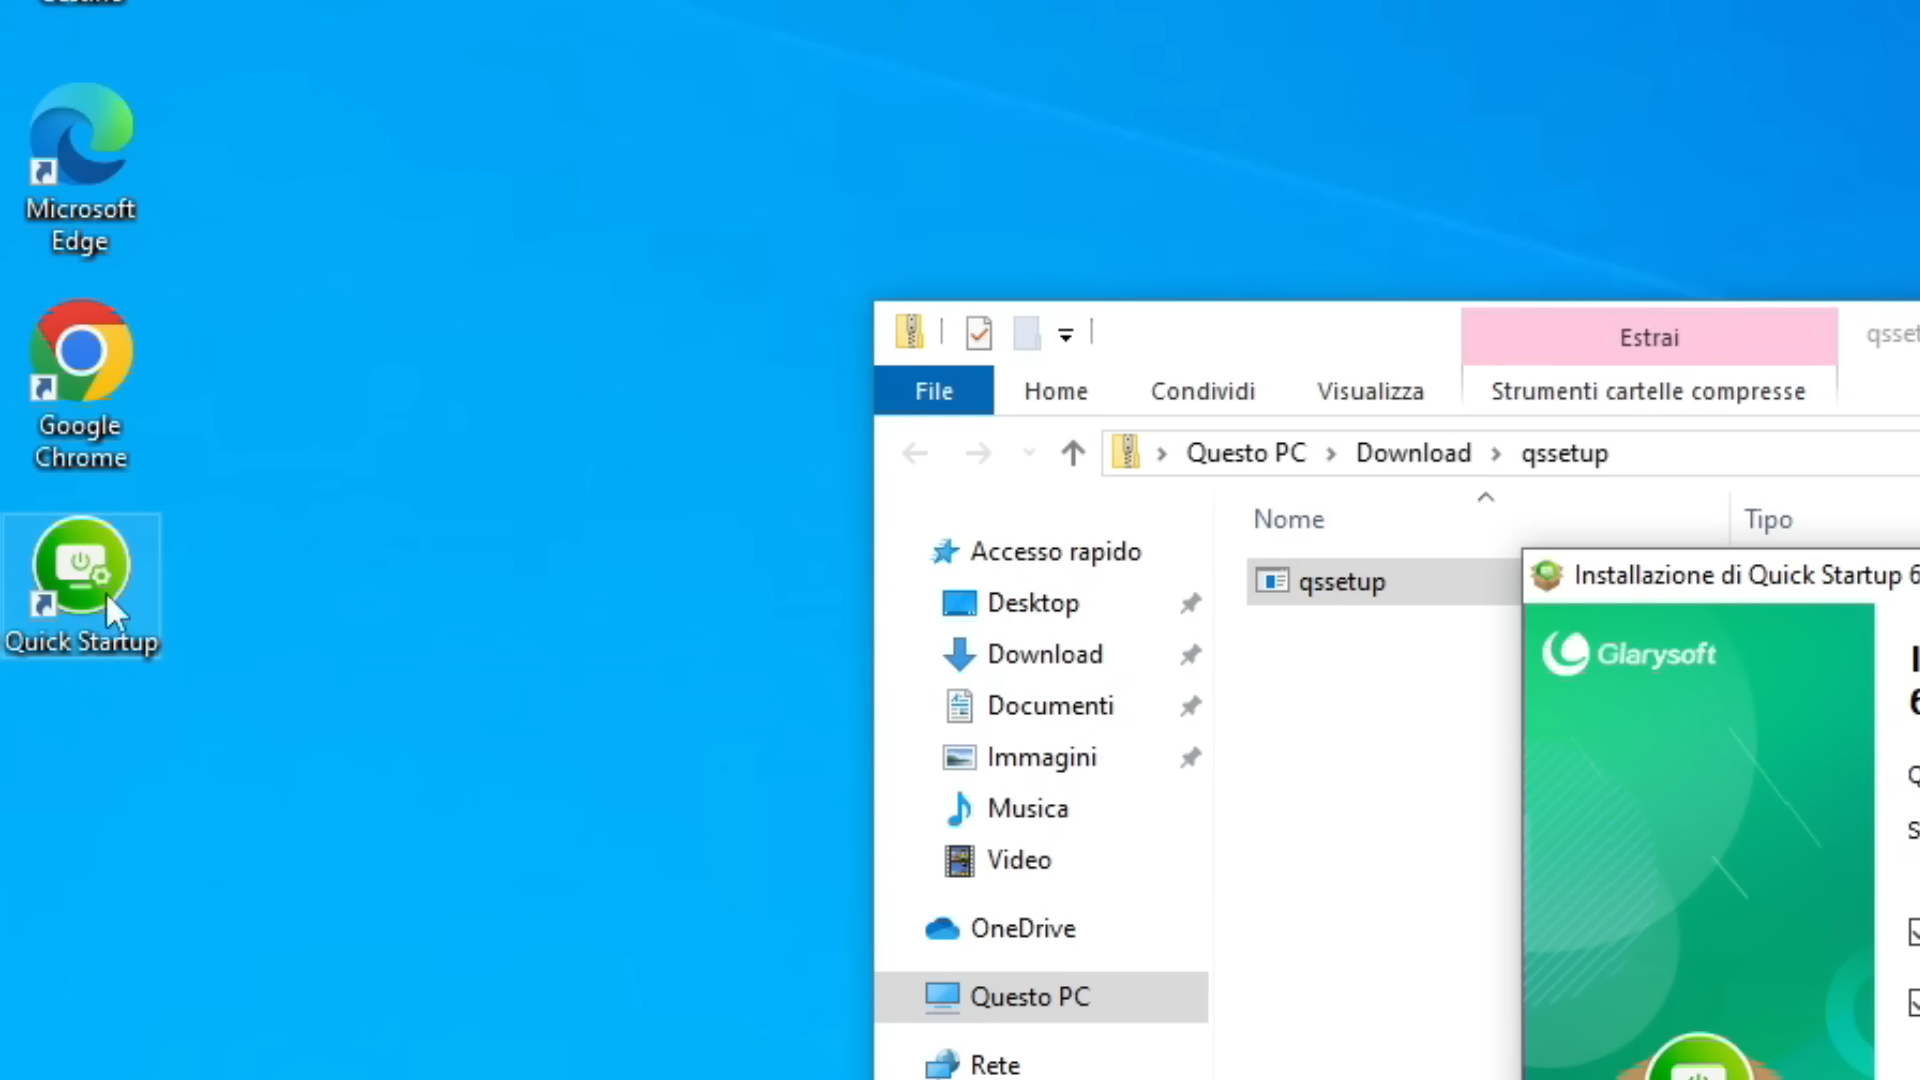 Microsoft
Edge
Google
Chrome
Quick Startup
Estrai
File
Home
Condividi
Visualizza
Strumenti cartelle compresse
Questo PC
Download
qssetup
Nome
Tipo
Accesso rapido
Desktop
Download
Documenti
Immagini
Musica
Video
OneDrive
Questo PC
Rete
qssetup
Installazione di Quick Startup 6
Glarysoft